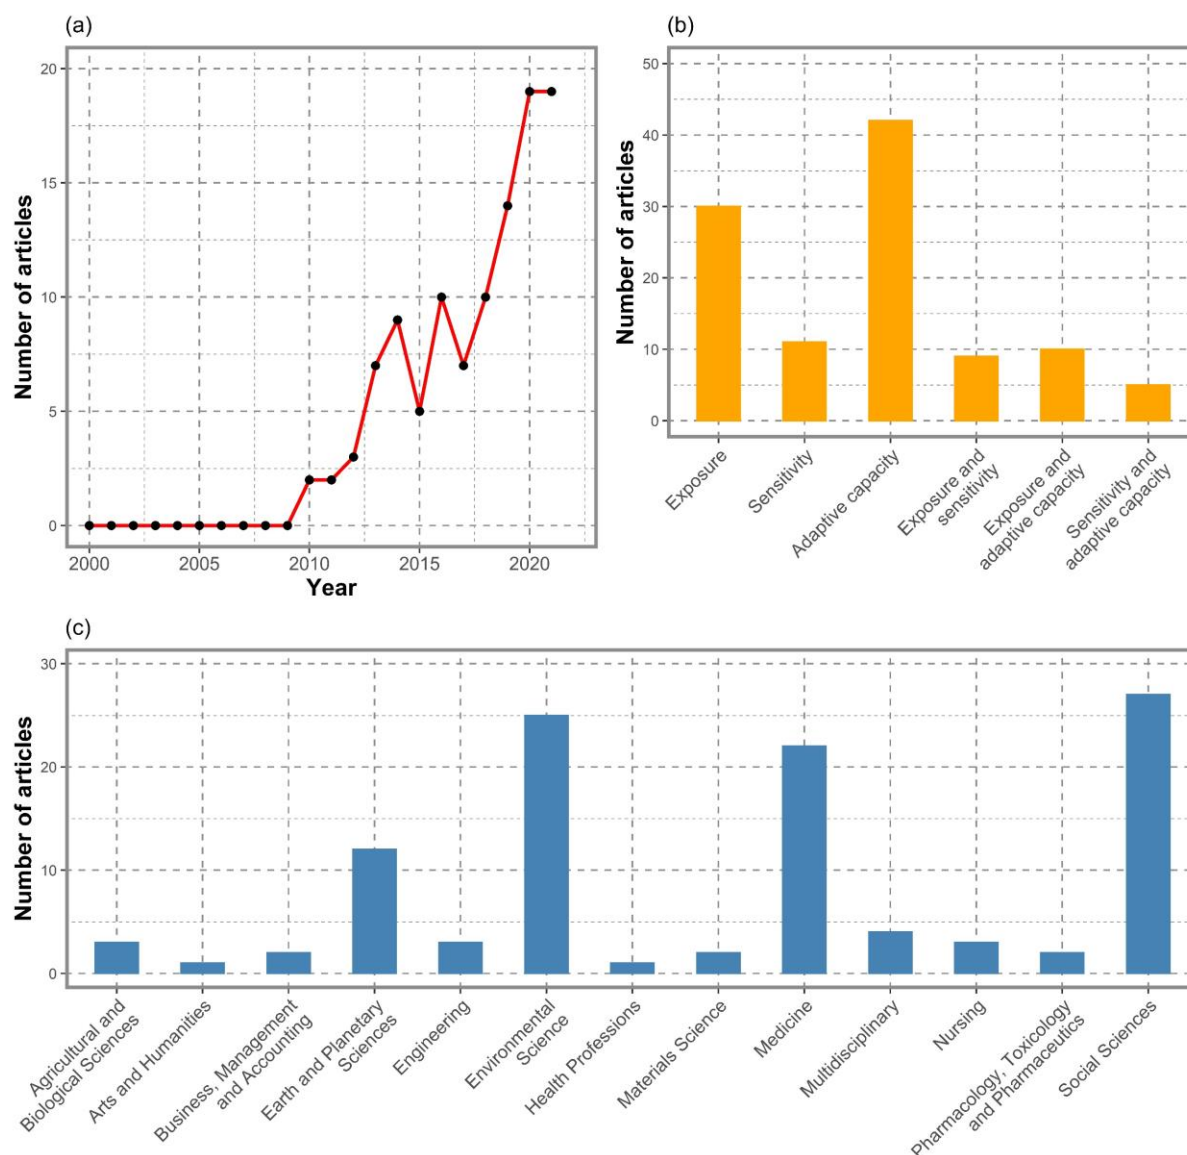 (a)
Number of articles
20
15
10
5
0
2000 2005 2010 2015 2020
Year
(b)
Number of articles
50
40
30
20
10
0
Exposure
Sensitivity
Adaptive capacity
Exposure and
sensitivity
Exposure and
adaptive capacity
Sensitivity and
adaptive capacity
(c)
Number of articles
30
20
10
0
Agricultural and
Biological Sciences
Arts and Humanities
Business, Management
and Accounting
Earth and Planetary
Sciences
Engineering
Environmental
Science
Health Professions
Materials Science
Medicine
Multidisciplinary
Nursing
Pharmacology, Toxicology
and Pharmaceutics
Social Sciences